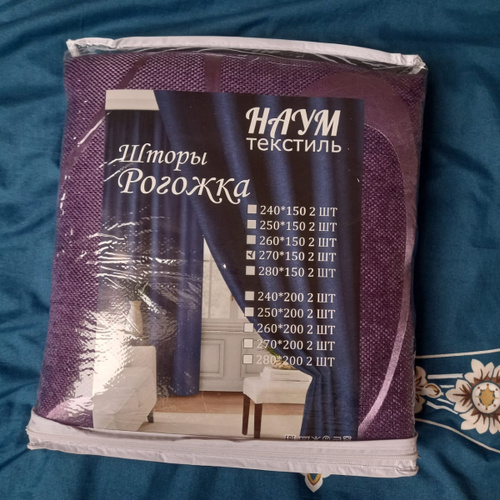 НАУМ
текстиль
Шторы
Рогожка
240*150 2 ШТ
250*150 2 ШТ
260*150 2 ШТ
270*150 2 ШТ
280*150 2 ШТ
240*200 2 ШТ
250*200 2 ШТ
260*200 2 ШТ
270*200 2 ШТ
280*200 2 ШТ